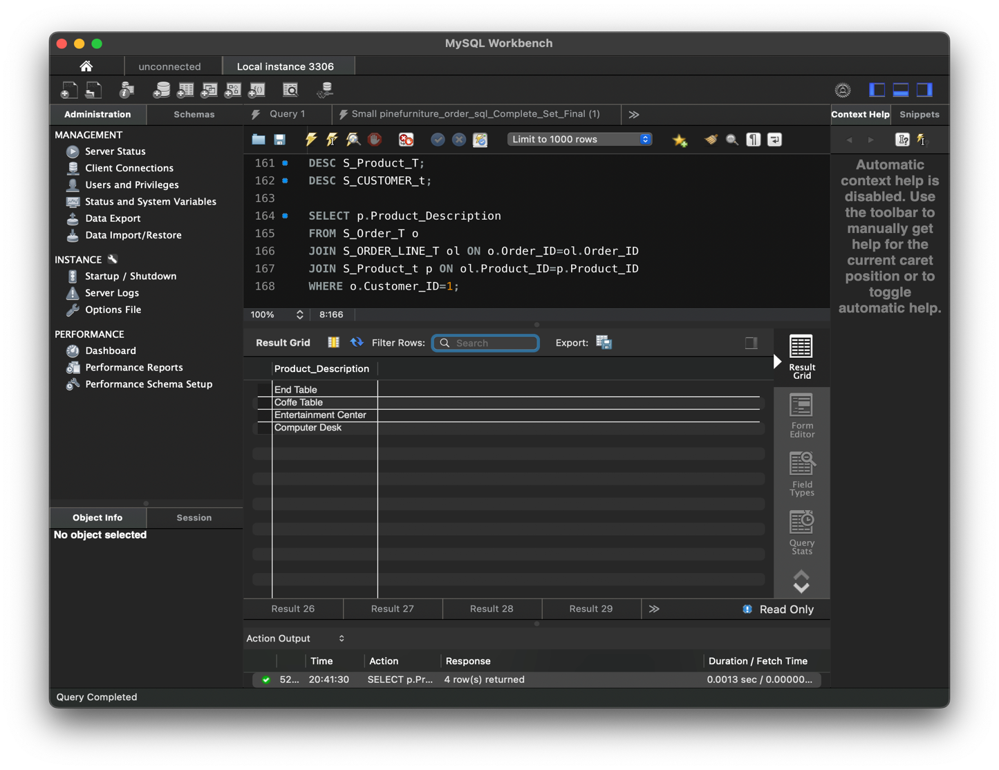 MySQL Workbench
unconnected
Local instance 3306
Administration
Schemas
Query 1
Small pinefurniture_order_sql_Complete_Set_Final (1)
Context Help
Snippets
MANAGEMENT
Server Status
Client Connections
Users and Privileges
Status and System Variables
Data Export
Data Import/Restore
INSTANCE
Startup / Shutdown
Server Logs
Options File
PERFORMANCE
Dashboard
Performance Reports
Performance Schema Setup
Object Info
Session
No object selected
Limit to 1000 rows
161 DESC S_Product_T;
162 DESC S_CUSTOMER_t;
163
164 SELECT p.Product_Description
165 FROM S_Order_T o
166 JOIN S_ORDER_LINE_T ol ON o.Order_ID=ol.Order_ID
167 JOIN S_Product_t p ON ol.Product_ID=p.Product_ID
168 WHERE o.Customer_ID=1;
100%
8:166
Result Grid
Filter Rows:
Search
Export:
Product_Description
End Table
Coffe Table
Entertainment Center
Computer Desk
Result
Grid
Form
Editor
Field
Types
Query
Stats
Result 26
Result 27
Result 28
Result 29
Read Only
Automatic
context help is
disabled. Use
the toolbar to
manually get
help for the
current caret
position or to
toggle
automatic help.
Action Output
Time
Action
Response
Duration / Fetch Time
52...
20:41:30
SELECT p.Pr...
4 row(s) returned
0.0013 sec / 0.00000...
Query Completed